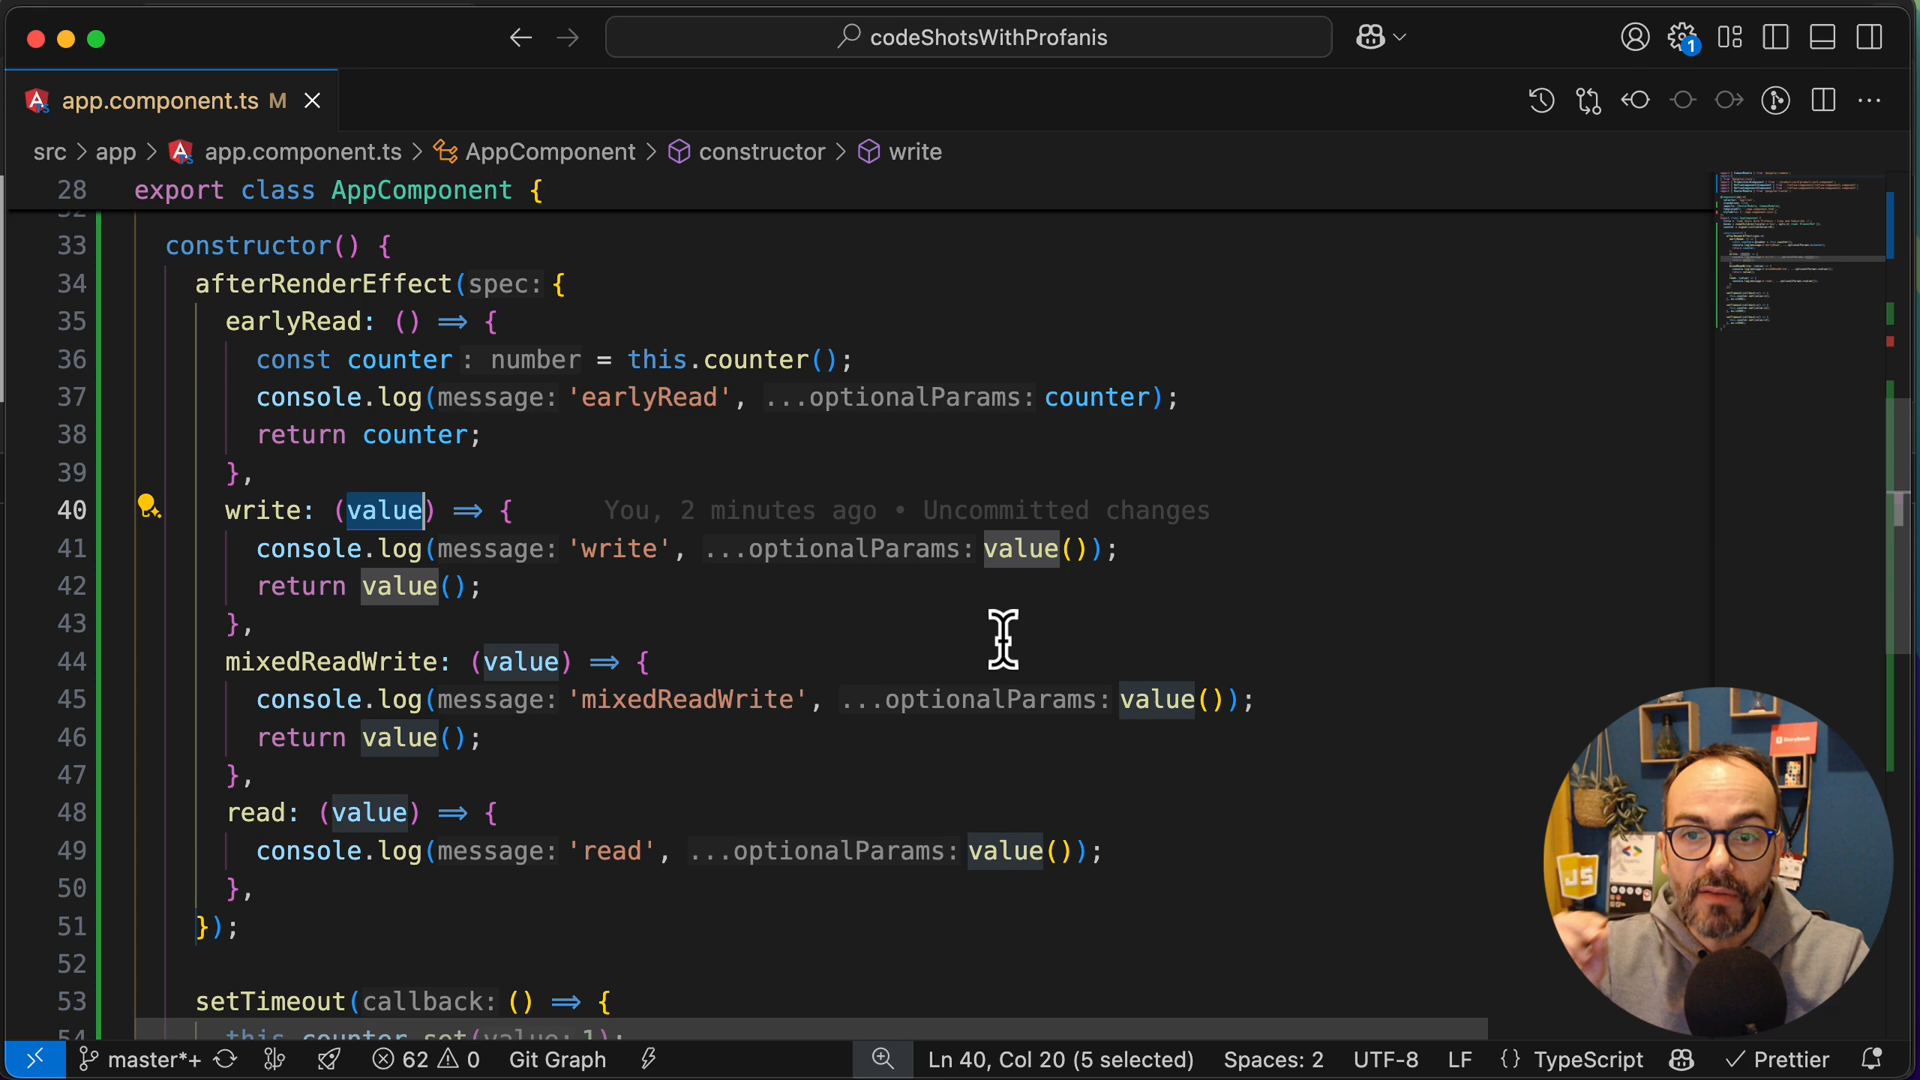 codeShotsWithProfanis
1
app.component.ts M
src > app > app.component.ts > AppComponent > constructor > write
28 export class AppComponent {
33 constructor() {
34 afterRenderEffect(spec: {
35 earlyRead: () => {
36 const counter: number = this.counter();
37 console.log(message: 'earlyRead', ...optionalParams: counter);
38 return counter;
39 },
40 write: (value) => { You, 2 minutes ago • Uncommitted changes
41 console.log(message: 'write', ...optionalParams: value());
42 return value();
43 },
44 mixedReadWrite: (value) => {
45 console.log(message: 'mixedReadWrite', ...optionalParams: value());
46 return value();
47 },
48 read: (value) => {
49 console.log(message: 'read', ...optionalParams: value());
50 },
51 });
52
53 setTimeout(callback: () => {
54 this.counter.set(value: 1);
JS
master*+ 62 0 Git Graph Ln 40, Col 20 (5 selected) Spaces: 2 UTF-8 LF {} TypeScript Prettier